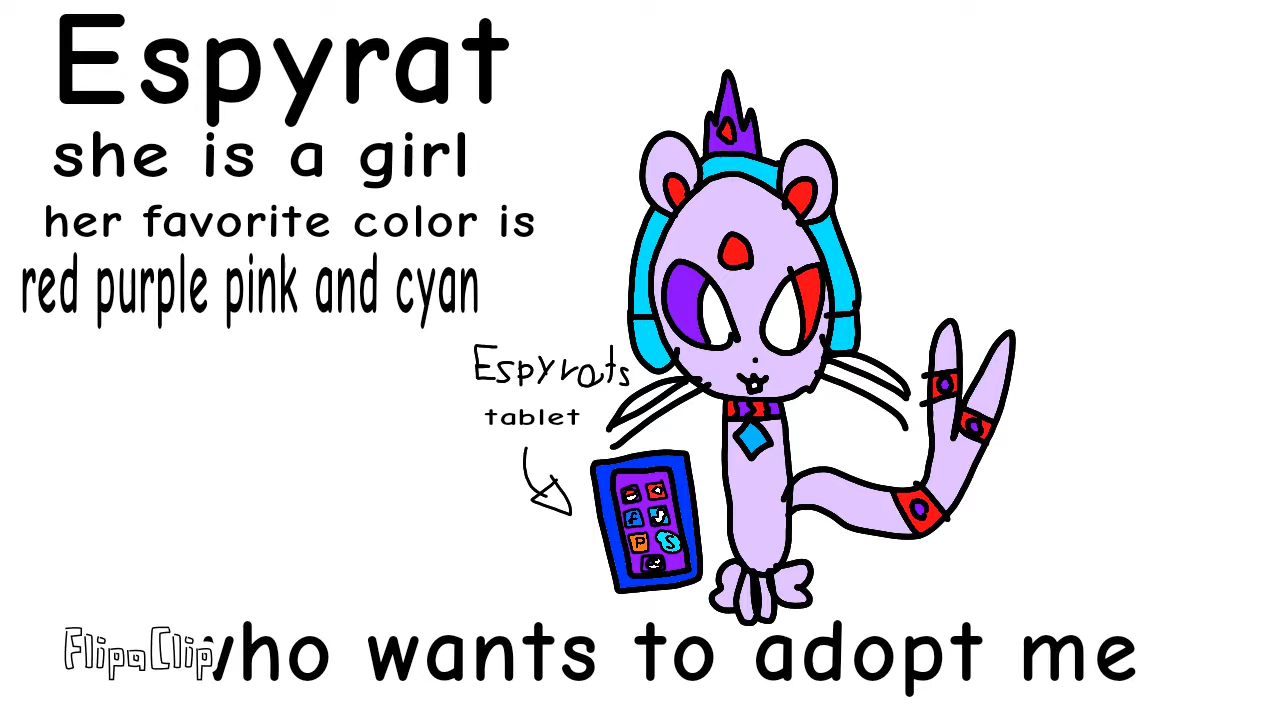 Espyrat
she is a girl
her favorite color is
red purple pink and cyan
Espyrats
tablet
P
S
who wants to adopt me
FlipaClip